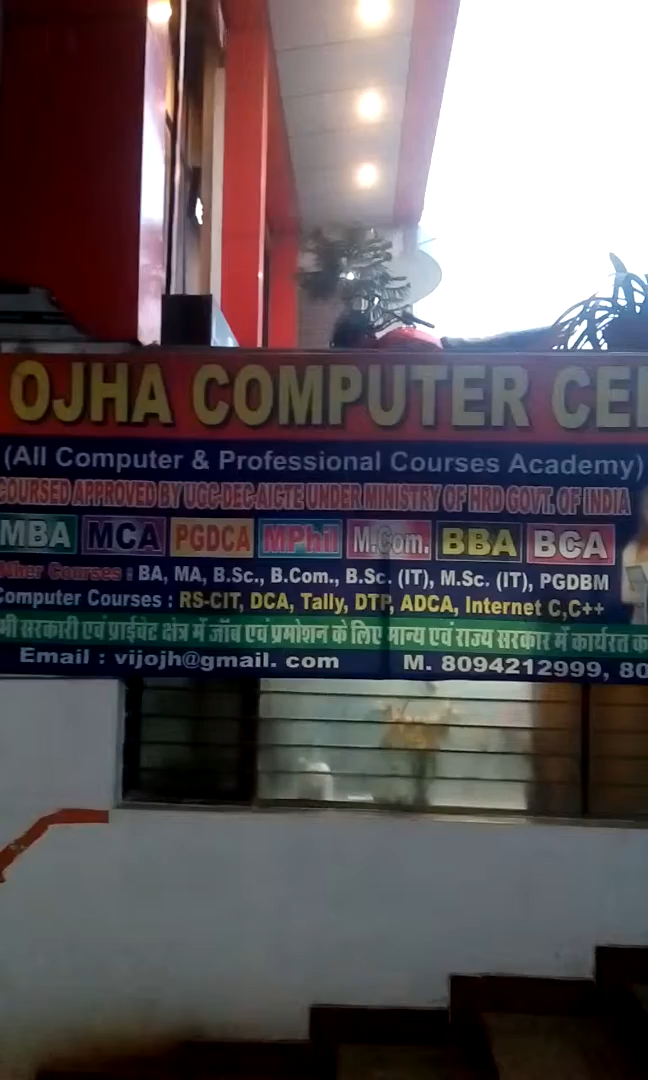 OJHA COMPUTER CE
(All Computer & Professional Courses Academy)
COURSED APPROVED BY UGC-DEC-AICTE UNDER MINISTRY OF HRD GOVT. OF INDIA
MBA MCA PGDCA MPhil M.Com. BBA BCA
Other Courses : BA, MA, B.Sc., B.Com., B.Sc. (IT), M.Sc. (IT), PGDBM
Computer Courses : RS-CIT, DCA, Tally, DTP, ADCA, Internet C,C++
सरकारी एवं प्राईवेट क्षेत्र में जॉब एवं प्रमोशन के लिए मान्य एवं राज्य सरकार में कार्यरत
Email : vijojh@gmail. com M. 8094212999, 80